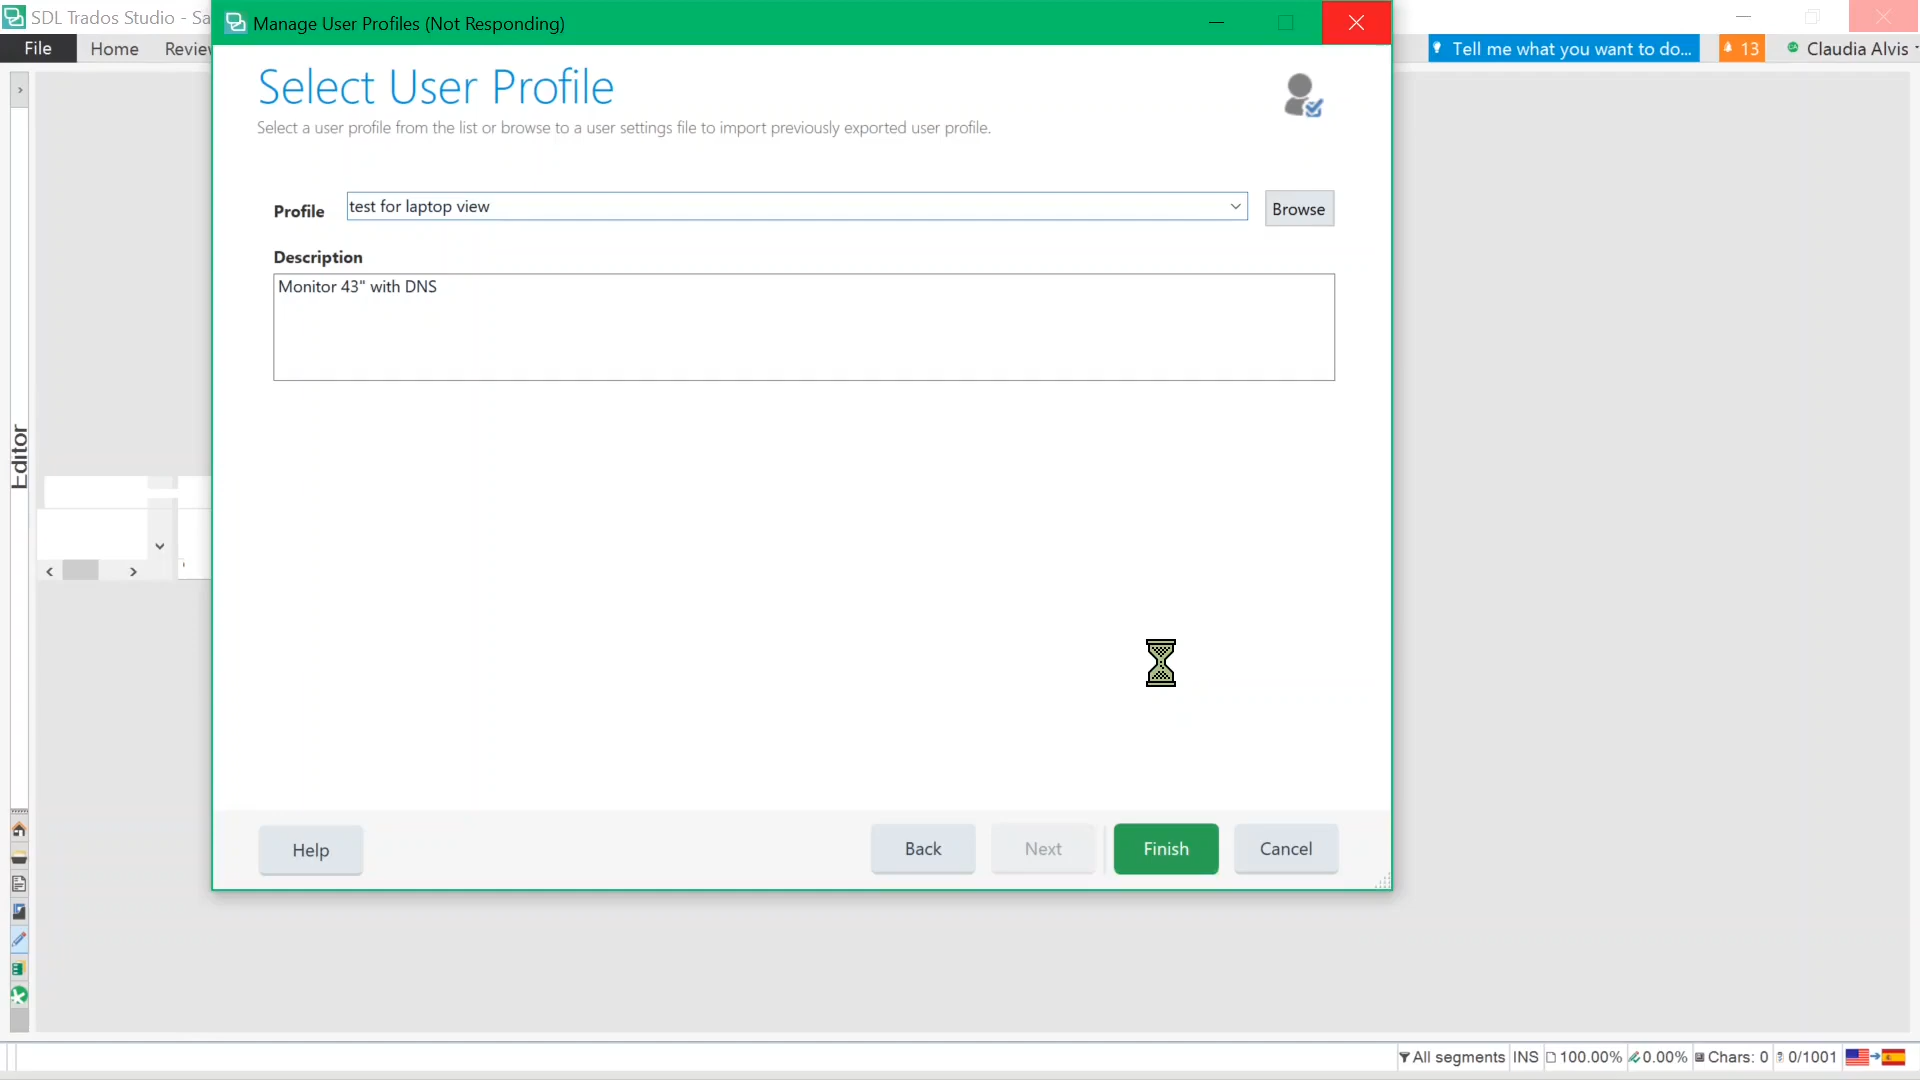 SDL Trados Studio - Sa
Manage User Profiles (Not Responding)
File
Home
Review
Tell me what you want to do...
13
Claudia Alvis
Select User Profile
Select a user profile from the list or browse to a user settings file to import previously exported user profile.
Profile
test for laptop view
Browse
Description
Monitor 43" with DNS
Editor
Help
Back
Next
Finish
Cancel
All segments
INS
100.00%
0.00%
Chars: 0
0/1001